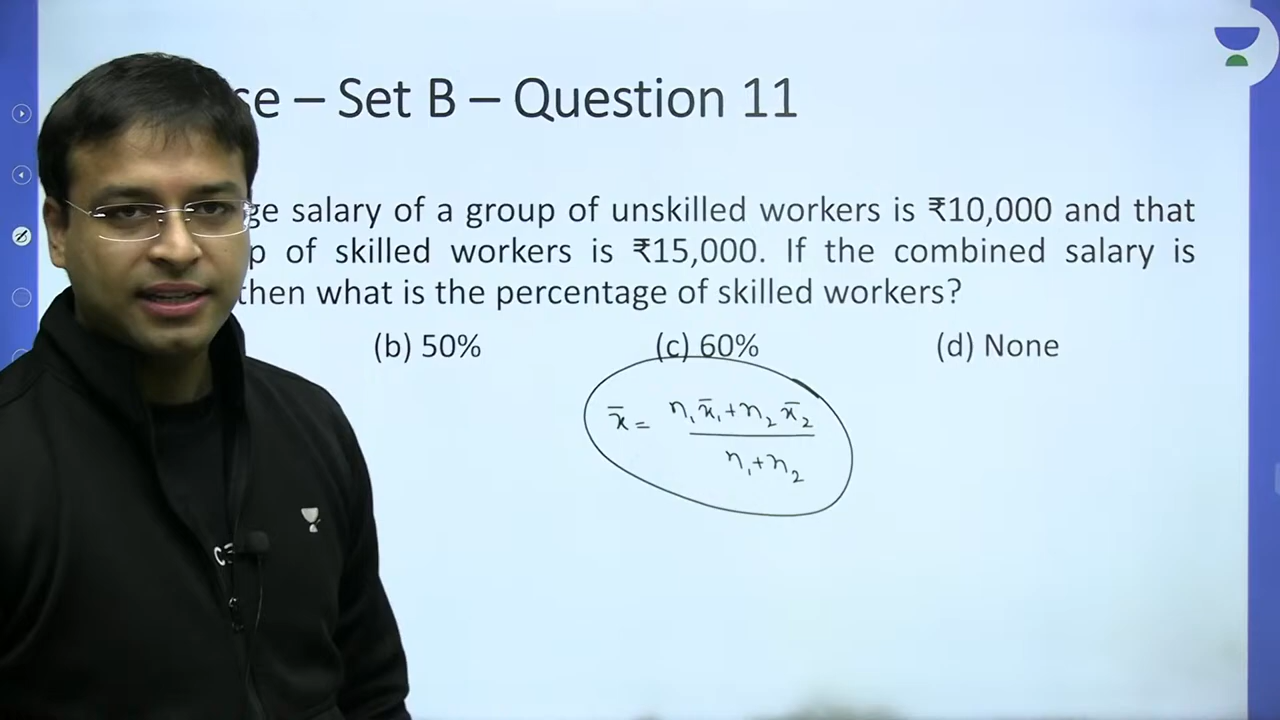 se – Set B – Question 11
ge salary of a group of unskilled workers is ₹10,000 and that
p of skilled workers is ₹15,000. If the combined salary is
then what is the percentage of skilled workers?
(b) 50% (c) 60% (d) None
x̄ = n₁x̄₁+n₂x̄₂
n₁+n₂